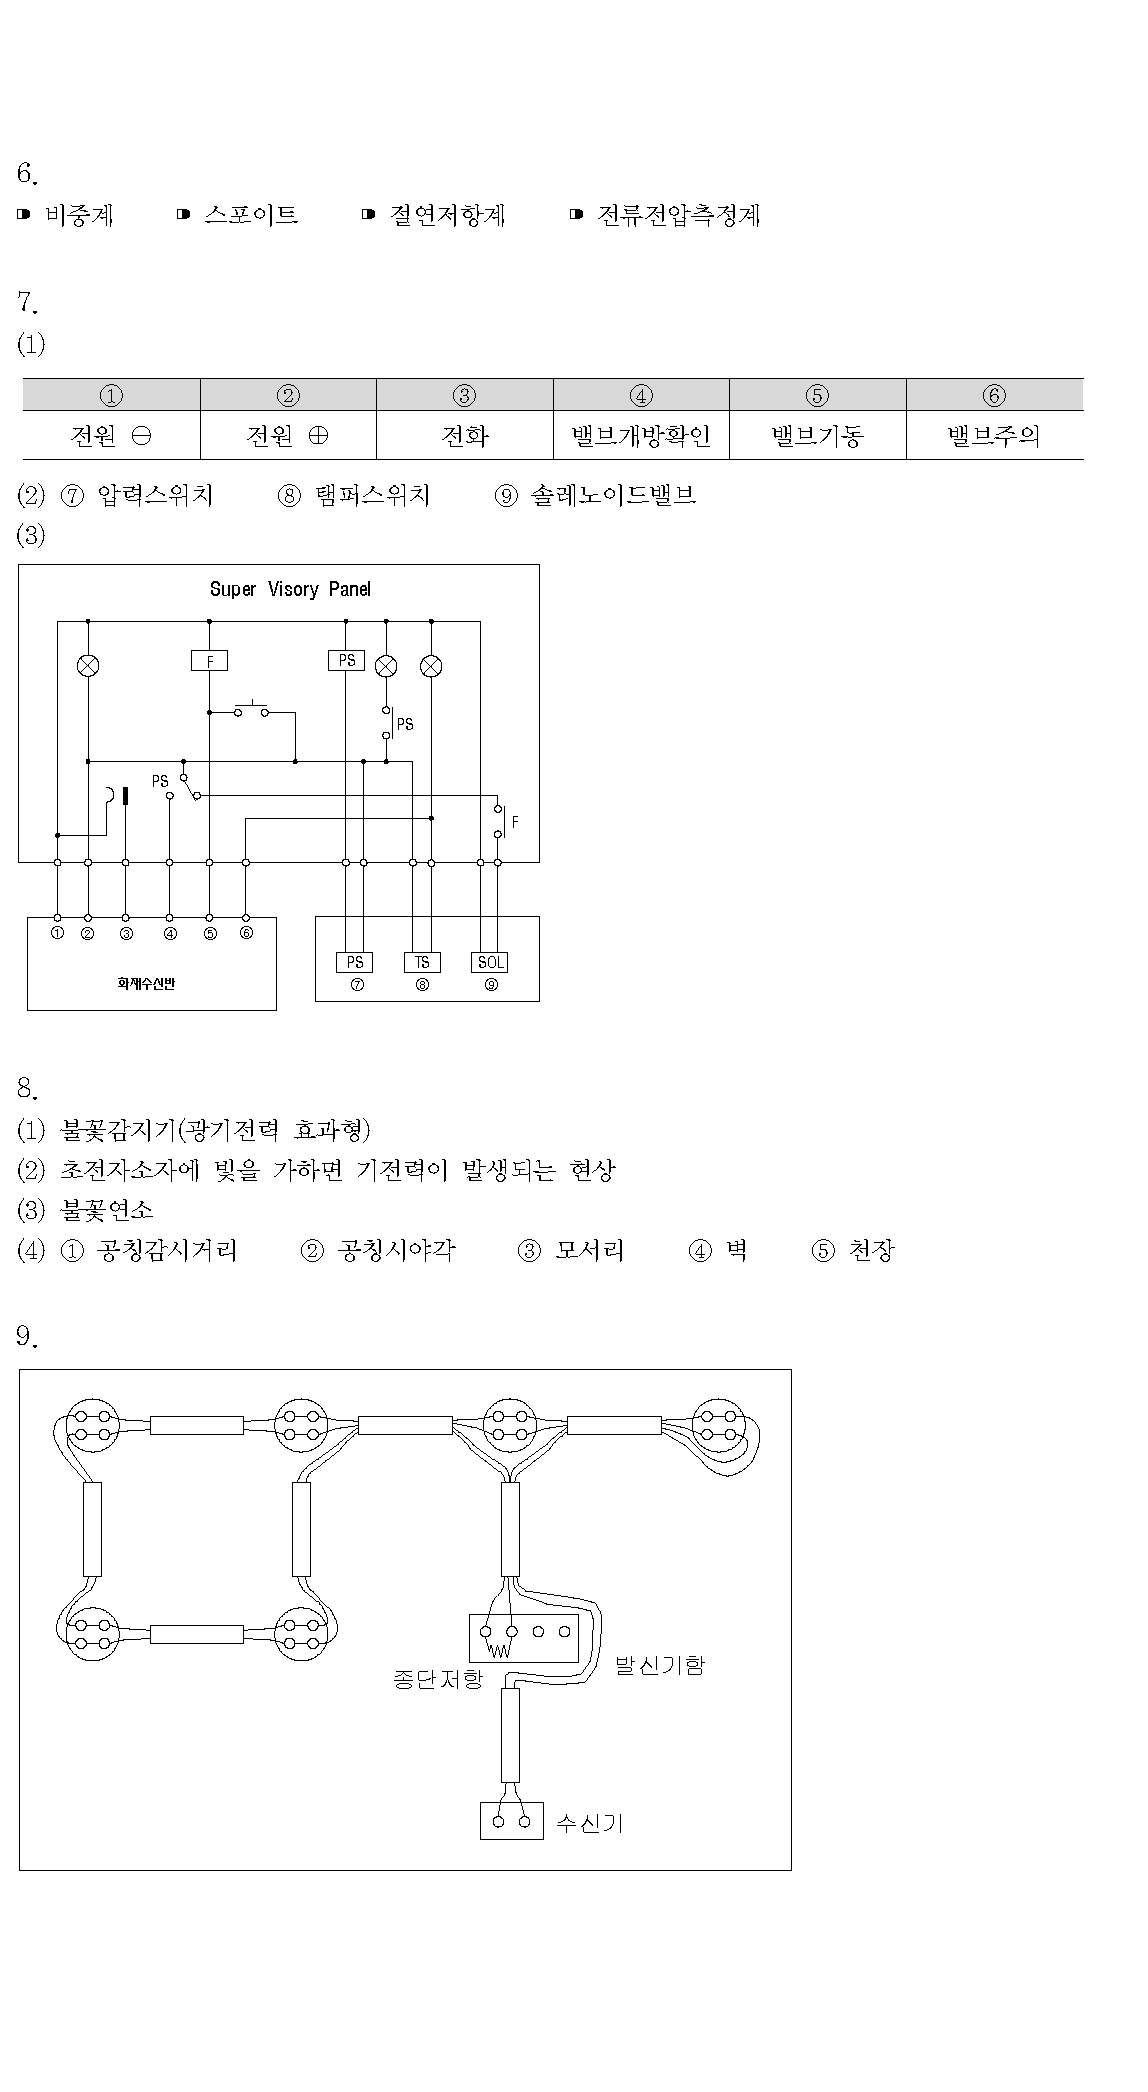 6.
비중계 스포이트 절연저항계 전류전압측정계
7.
(1)
① ② ③ ④ ⑤ ⑥
전원 ⊖ 전원 ⊕ 전화 밸브개방확인 밸브기동 밸브주의
(2) ⑦ 압력스위치 ⑧ 탬퍼스위치 ⑨ 솔레노이드밸브
(3)
Super Visory Panel
F PS
PS
PS
F
① ② ③ ④ ⑤ ⑥
화재수신반
PS TS SOL
⑦ ⑧ ⑨
8.
(1) 불꽃감지기(광기전력 효과형)
(2) 초전자소자에 빛을 가하면 기전력이 발생되는 현상
(3) 불꽃연소
(4) ① 공칭감시거리 ② 공칭시야각 ③ 모서리 ④ 벽 ⑤ 천장
9.
종단저항 발신기함
수신기